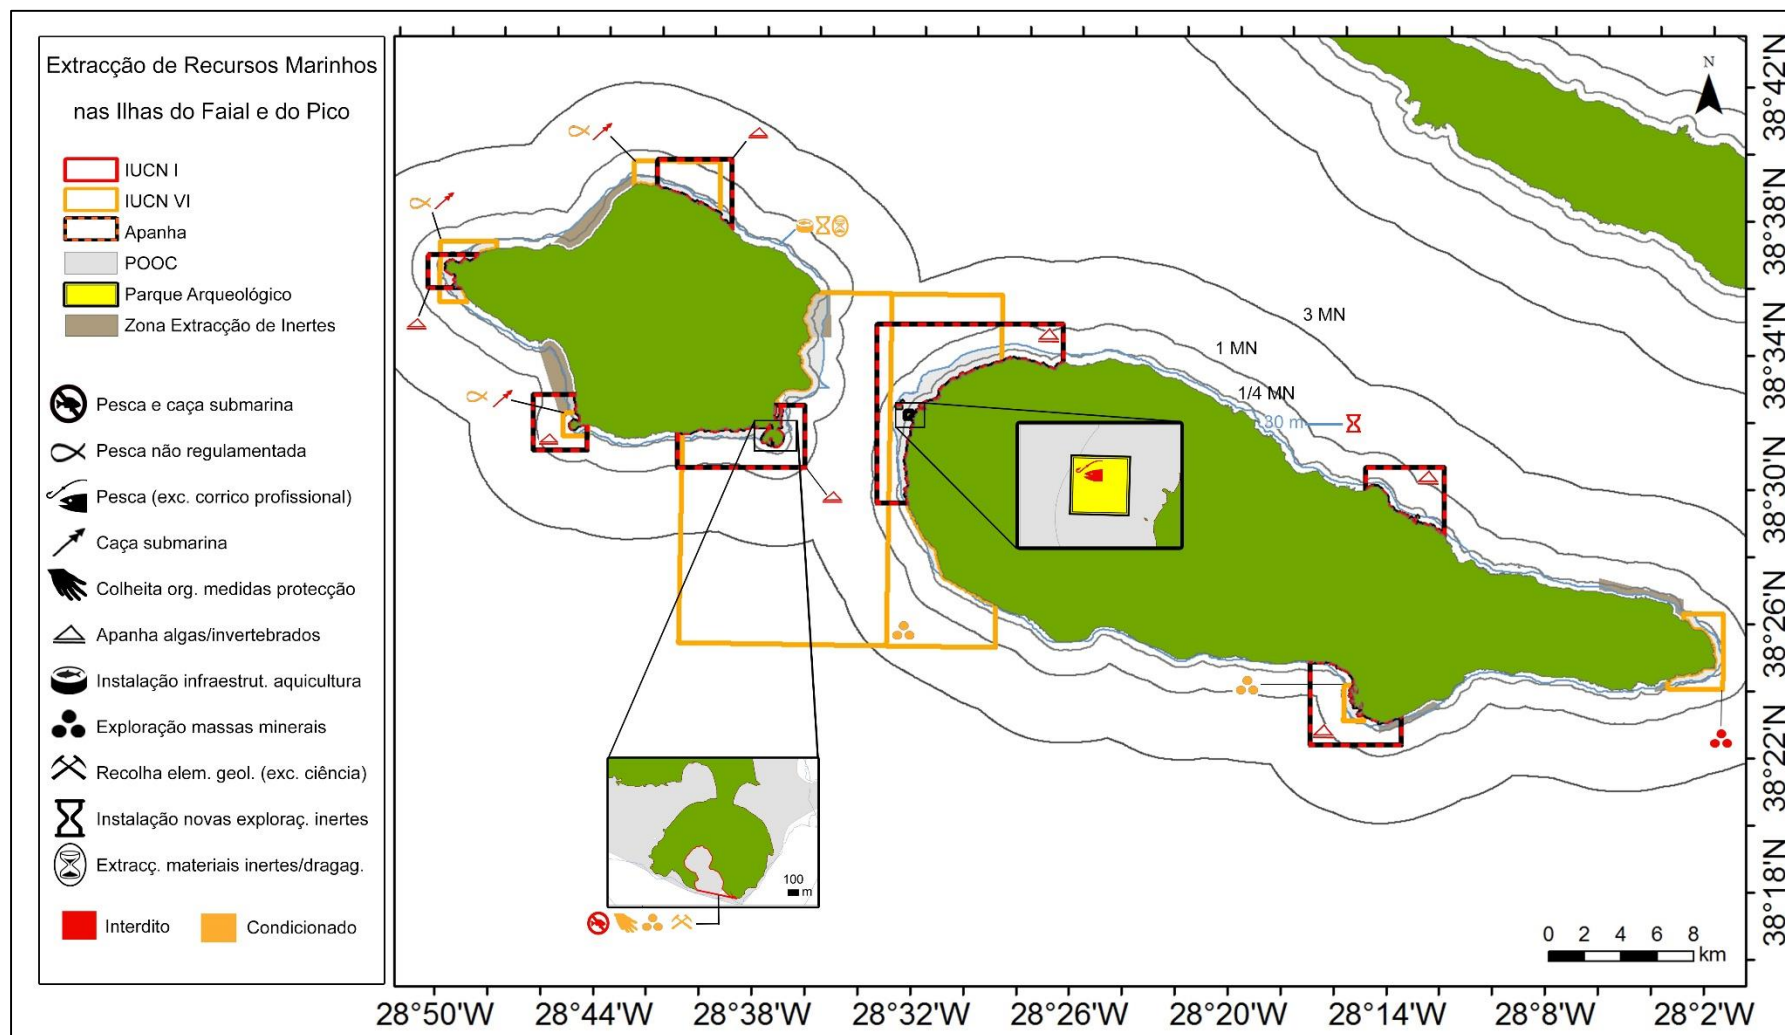 Extracção de Recursos Marinhos
nas Ilhas do Faial e do Pico
IUCN I
IUCN VI
Apanha
POOC
Parque Arqueológico
Zona Extracção de Inertes
Pesca e caça submarina
Pesca não regulamentada
Pesca (exc. corrico profissional)
Caça submarina
Colheita org. medidas protecção
Apanha algas/invertebrados
Instalação infraestrut. aquicultura
Exploração massas minerais
Recolha elem. geol. (exc. ciência)
Instalação novas exploraç. inertes
Extracç. materiais inertes/dragag.
Interdito
Condicionado
N
3 MN
1 MN
1/4 MN
30 m
100
m
0 2 4 6 8
km
38°42'N
38°38'N
38°34'N
38°30'N
38°26'N
38°22'N
38°18'N
28°50'W 28°44'W 28°38'W 28°32'W 28°26'W 28°20'W 28°14'W 28°8'W 28°2'W